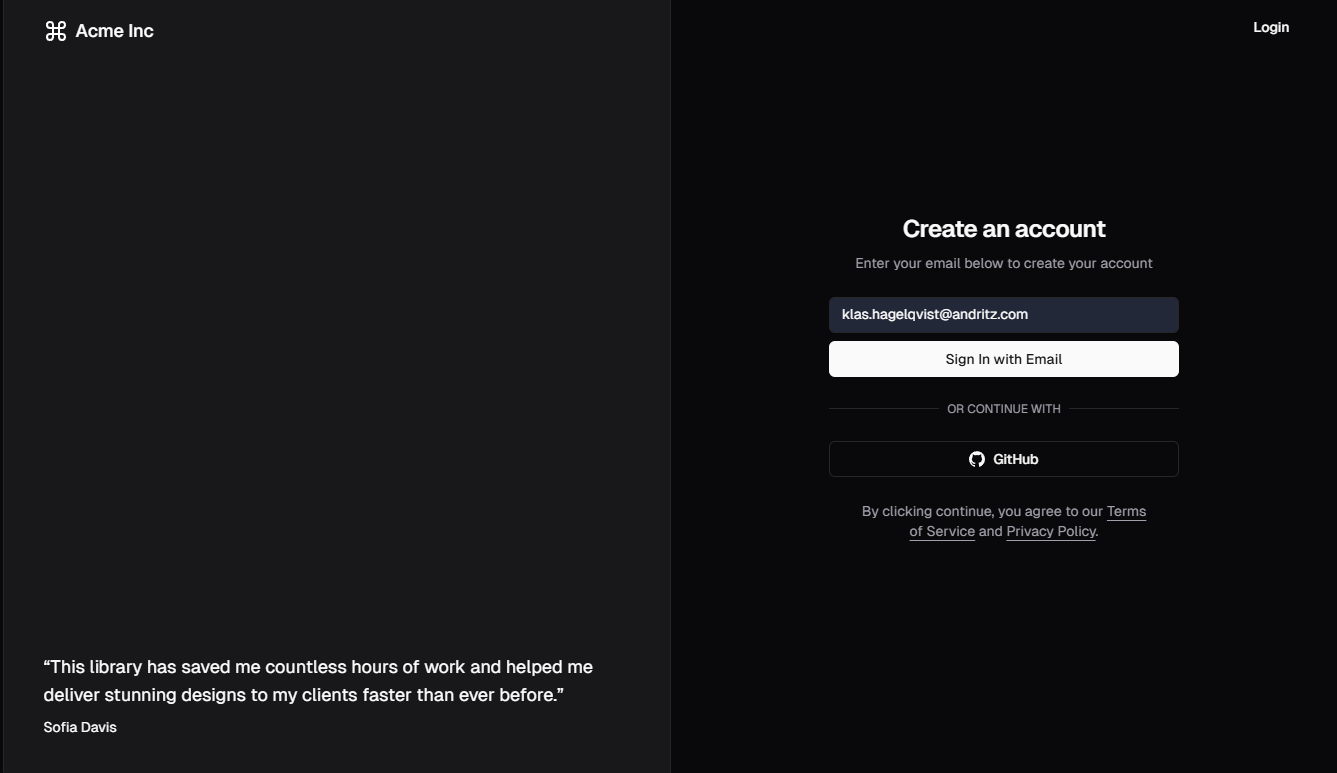 Acme Inc
Login
Create an account
Enter your email below to create your account
klas.hagelqvist@andritz.com
Sign In with Email
OR CONTINUE WITH
GitHub
By clicking continue, you agree to our Terms
of Service and Privacy Policy.
“This library has saved me countless hours of work and helped me
deliver stunning designs to my clients faster than ever before.”
Sofia Davis